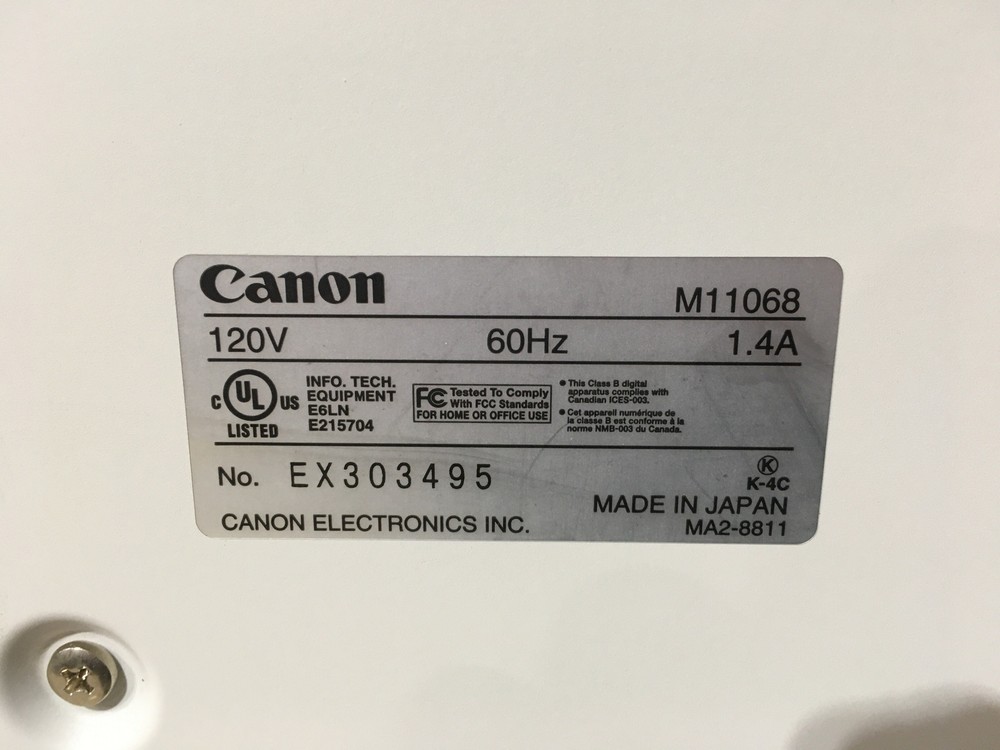 Canon
M11068
120V 60Hz 1.4A
C UL US
LISTED
INFO. TECH.
EQUIPMENT
E6LN
E215704
FC Tested To Comply
With FCC Standards
FOR HOME OR OFFICE USE
● This Class B digital
apparatus complies with
Canadian ICES-003.
● Cet appareil numérique de
la classe B est conforme à la
norme NMB-003 du Canada.
No. EX303495
K
K-4C
MADE IN JAPAN
CANON ELECTRONICS INC.
MA2-8811